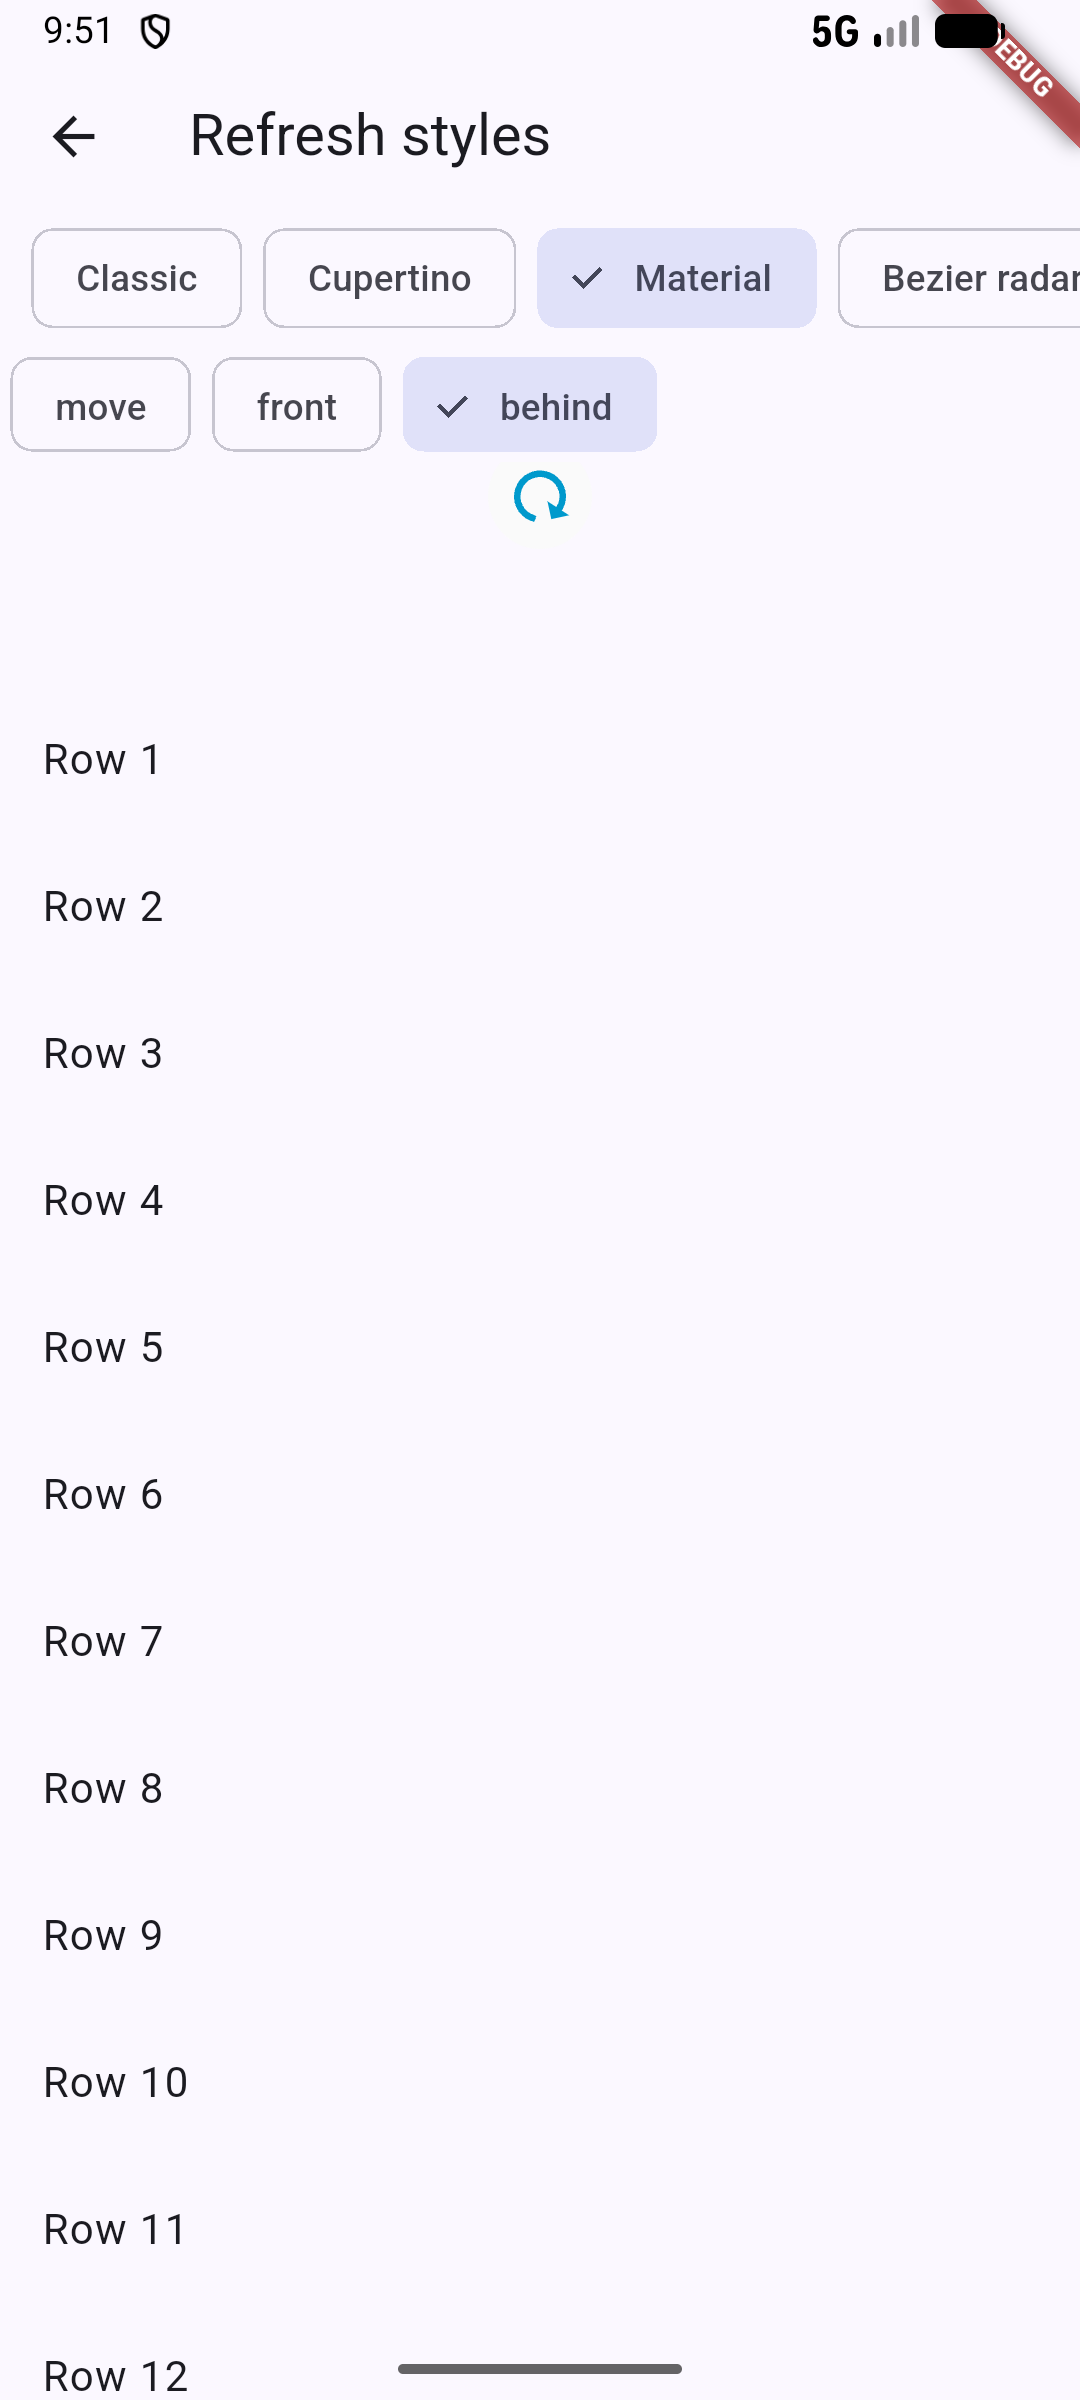 9:51 5G
EBUG
Refresh styles
Classic Cupertino Material Bezier radar
move front behind
Row 1
Row 2
Row 3
Row 4
Row 5
Row 6
Row 7
Row 8
Row 9
Row 10
Row 11
Row 12